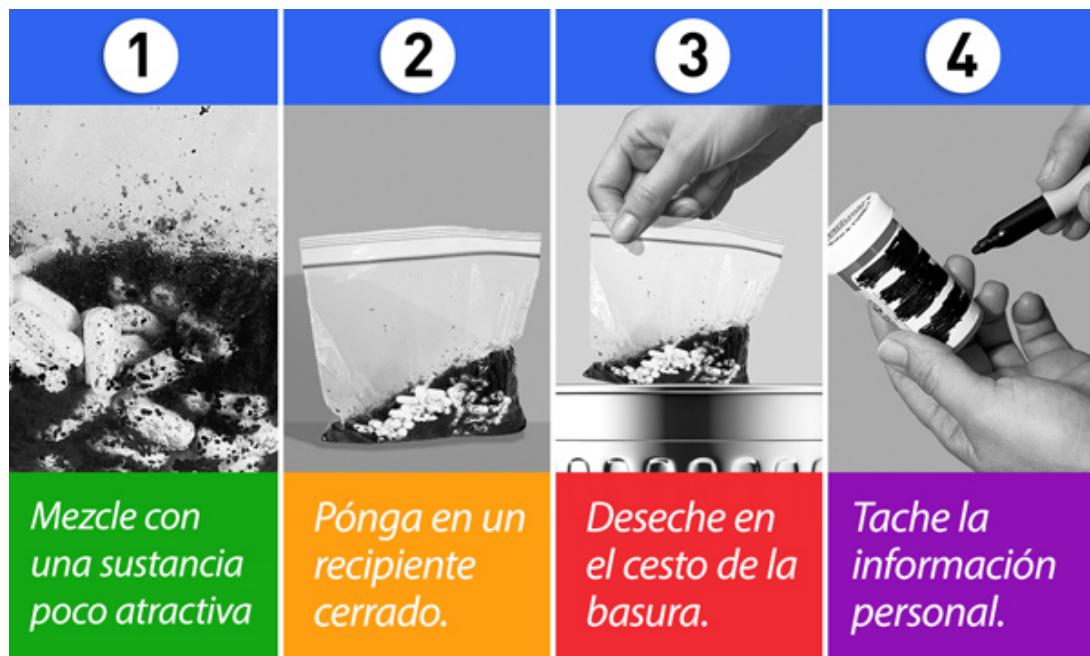 1
2
3
4
Mezcle con
una sustancia
poco atractiva
Pónga en un
recipiente
cerrado.
Deseche en
el cesto de la
basura.
Tache la
información
personal.